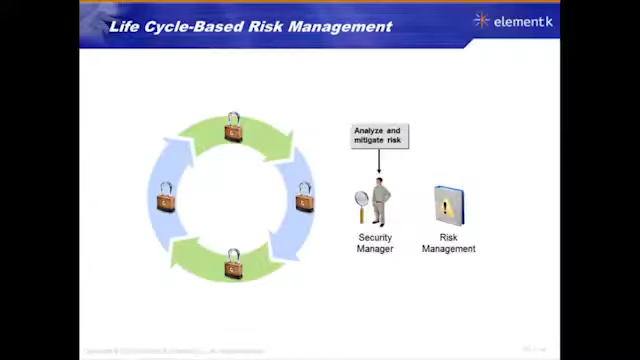 Life Cycle-Based Risk Management
element k
Analyze and
mitigate risk
Security
Manager
Risk
Management